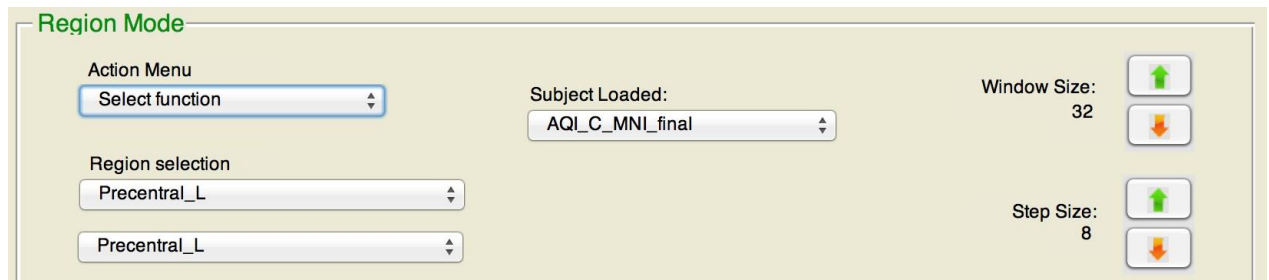 Region Mode
Action Menu
Select function
Subject Loaded:
AQI_C_MNI_final
Window Size:
32
Region selection
Precentral_L
Precentral_L
Step Size:
8